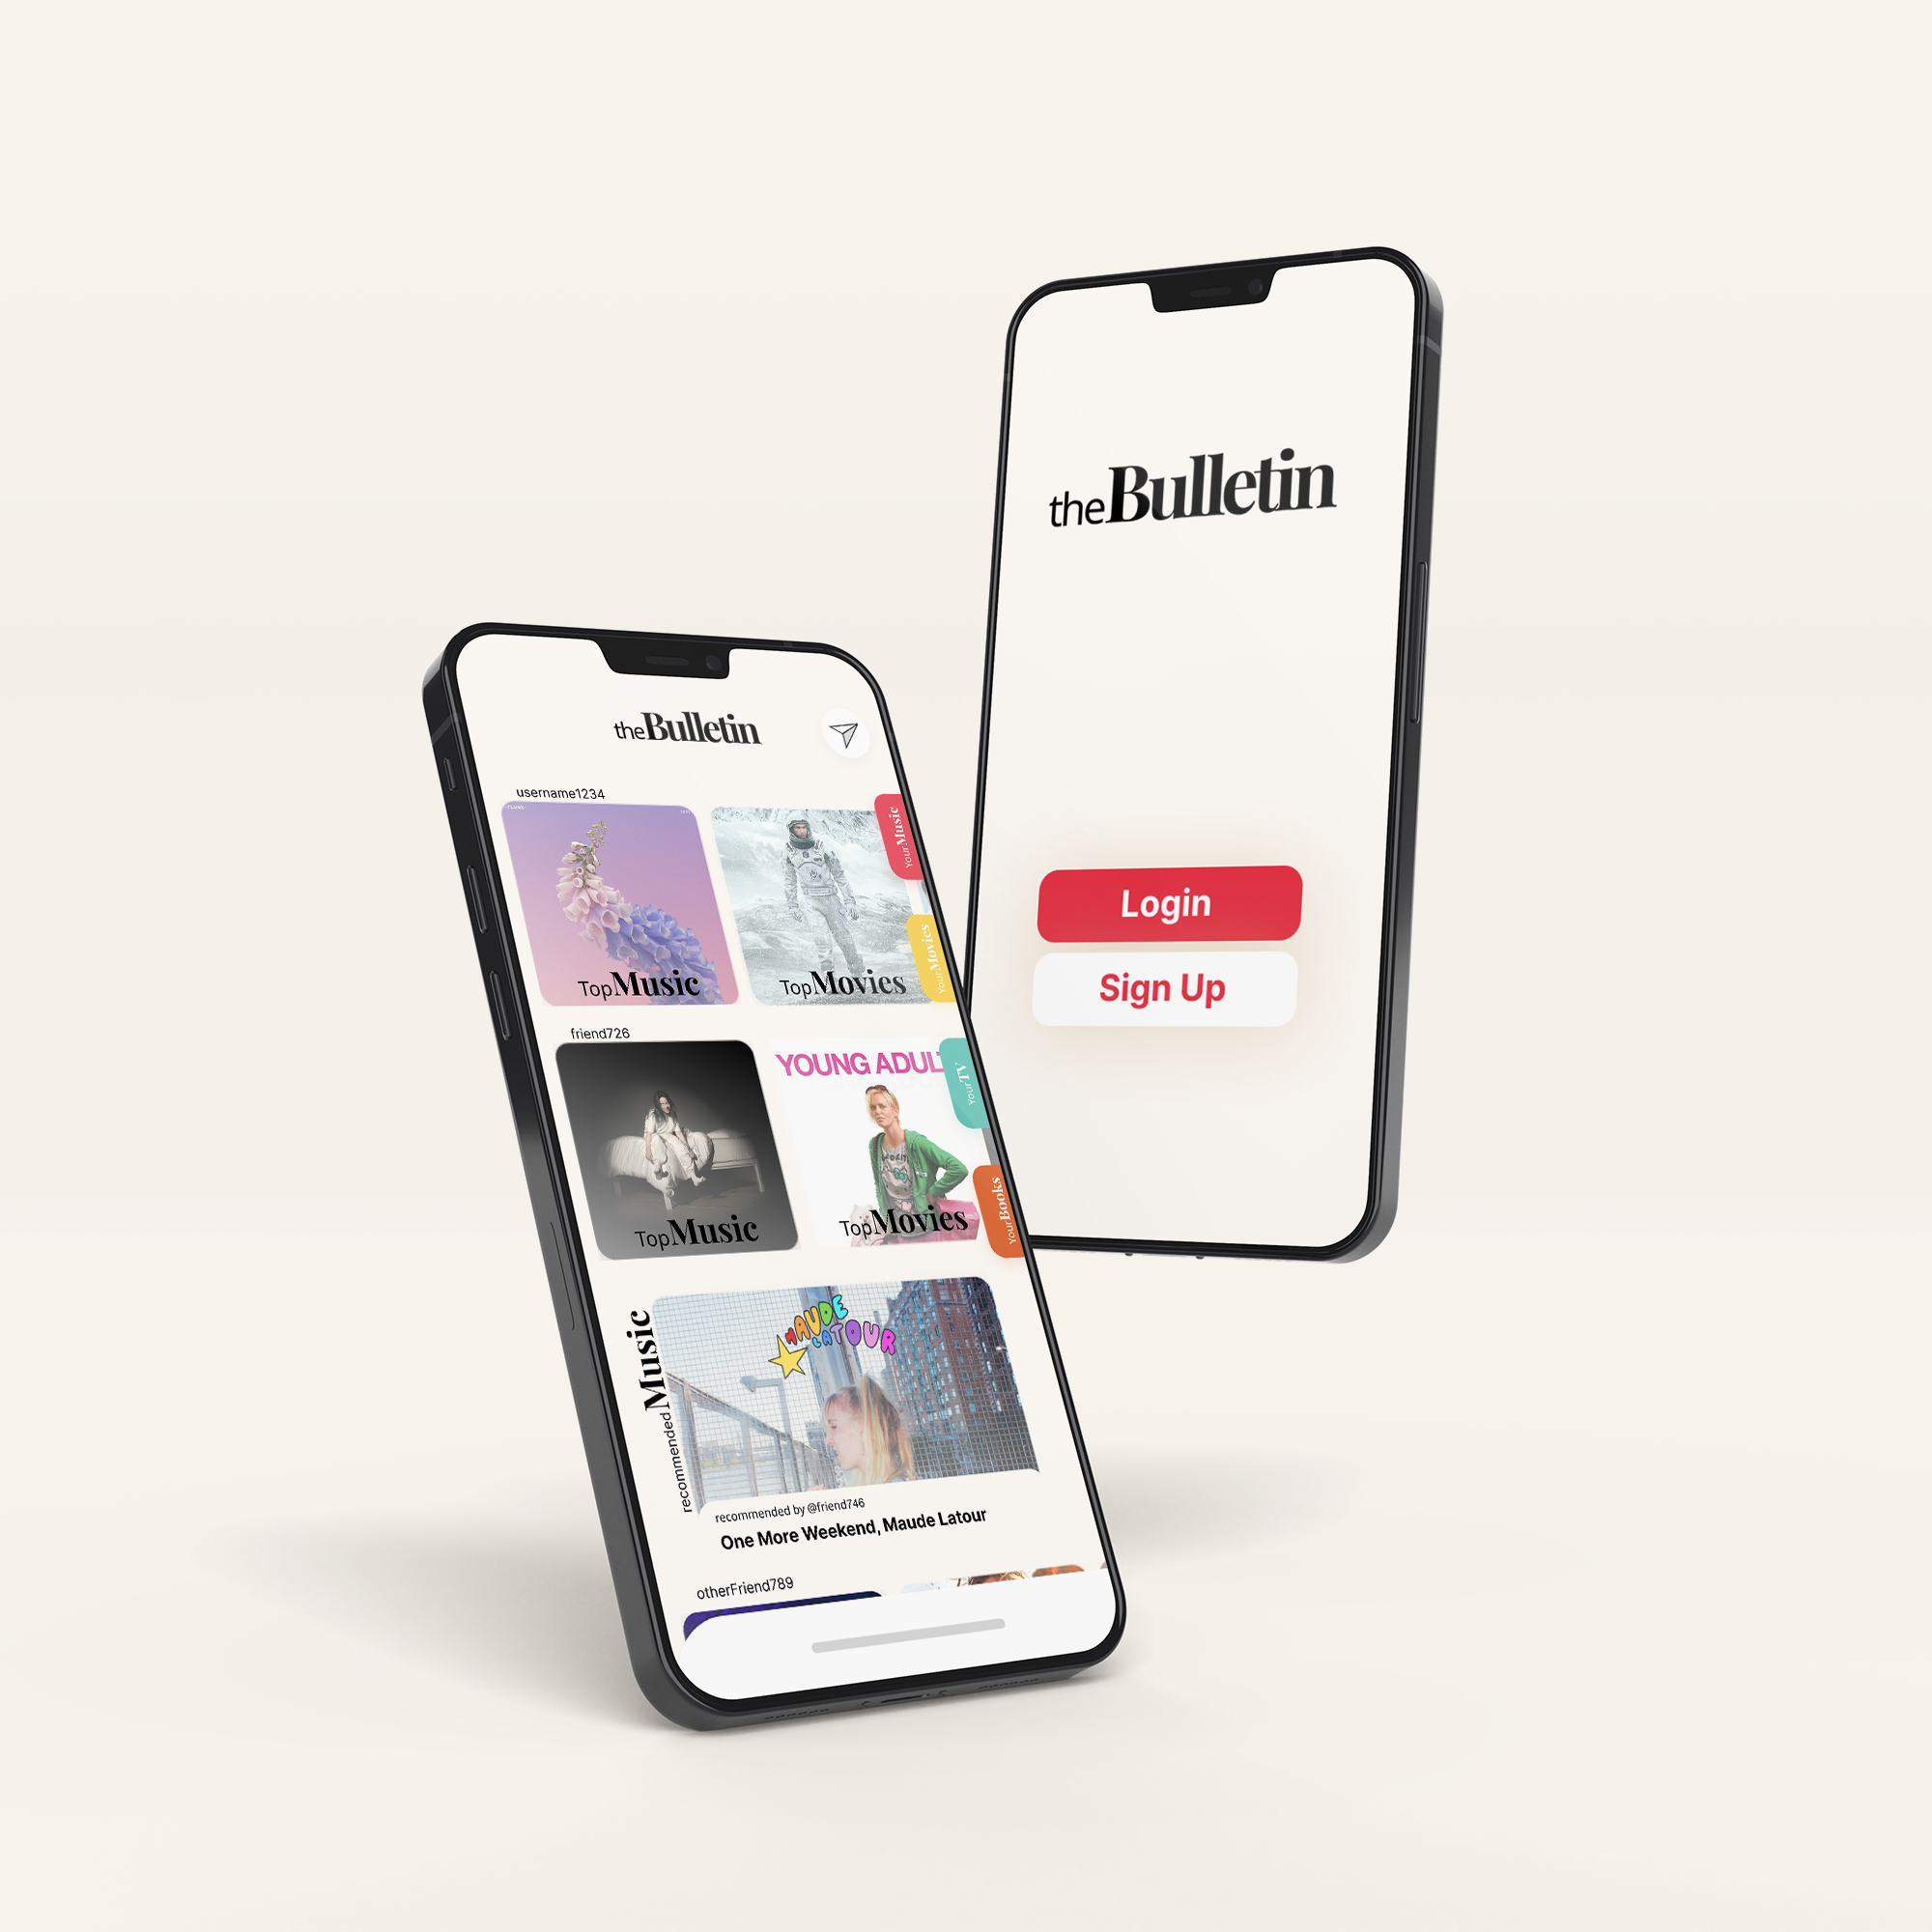 theBulletin
Login
Sign Up
theBulletin
username1234
TopMusic
TopMovies
YourMusic
YourMovies
friend726
TopMusic
YOUNG ADUL
TopMovies
YourTV
YourBooks
recommendedMusic
MAUDE
LATOUR
recommended by @friend746
One More Weekend, Maude Latour
otherFriend789